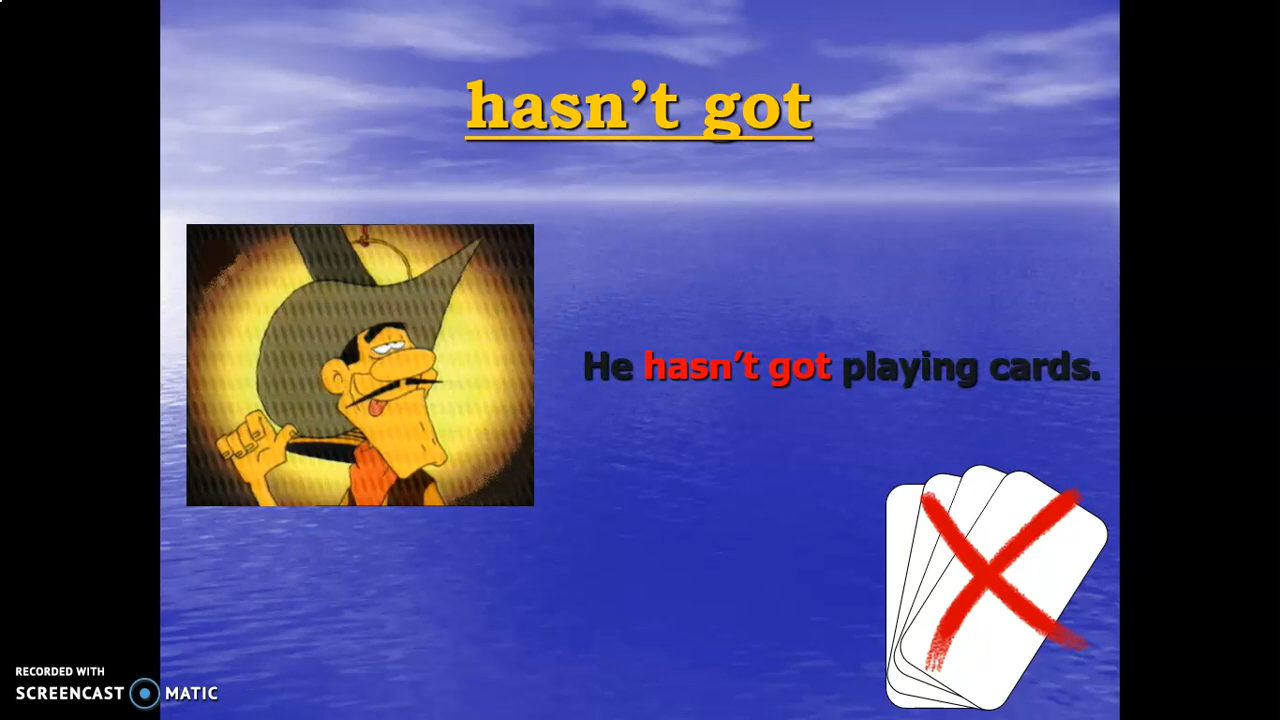 hasn’t got
He hasn’t got playing cards.
RECORDED WITH
SCREENCAST MATIC